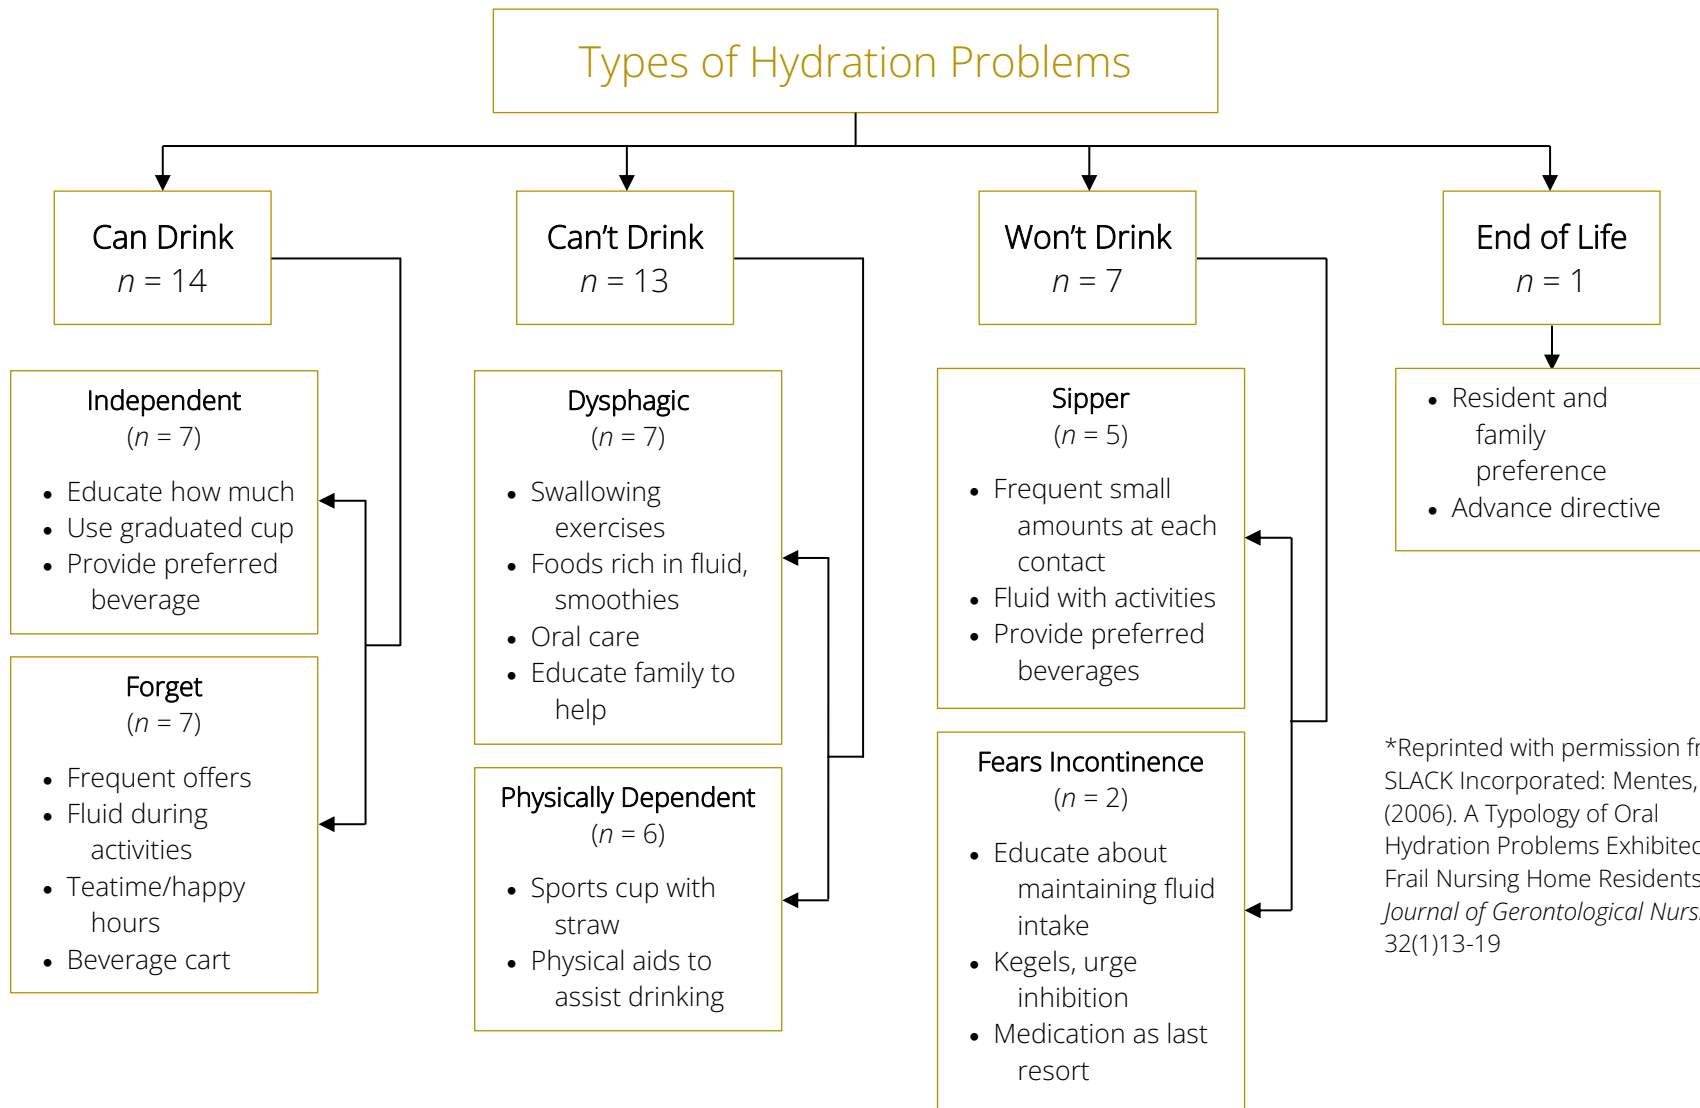 Types of Hydration Problems
Can Drink
n = 14
Can't Drink
n = 13
Won't Drink
n = 7
End of Life
n = 1
Independent
(n = 7)
• Educate how much
• Use graduated cup
• Provide preferred
beverage
Forget
(n = 7)
• Frequent offers
• Fluid during
activities
• Teatime/happy
hours
• Beverage cart
Dysphagic
(n = 7)
• Swallowing
exercises
• Foods rich in fluid,
smoothies
• Oral care
• Educate family to
help
Physically Dependent
(n = 6)
• Sports cup with
straw
• Physical aids to
assist drinking
Sipper
(n = 5)
• Frequent small
amounts at each
contact
• Fluid with activities
• Provide preferred
beverages
Fears Incontinence
(n = 2)
• Educate about
maintaining fluid
intake
• Kegels, urge
inhibition
• Medication as last
resort
• Resident and
family
preference
• Advance directive
*Reprinted with permission
SLACK Incorporated: Mentes,
(2006). A Typology of Oral
Hydration Problems Exhibited
Frail Nursing Home Residents
Journal of Gerontological
32(1)13-19